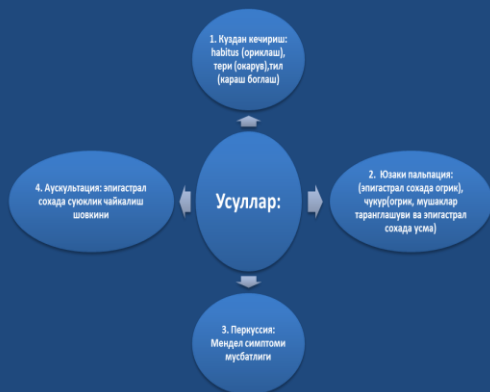 1. Куздан кечириш:
habitus (ориклаш),
тери (окарув),тил
(караш боглаш)
4. Аускультация: эпигастрал
сохада суюклик чайкалиш
шовкини
Усуллар:
2. Юзаки пальпация:
(эпигастрал сохада огрик),
чукур(огрик, мушаклар
таранглашуви ва эпигастрал
сохада усма)
3. Перкуссия:
Мендел симптоми
мусбатлиги